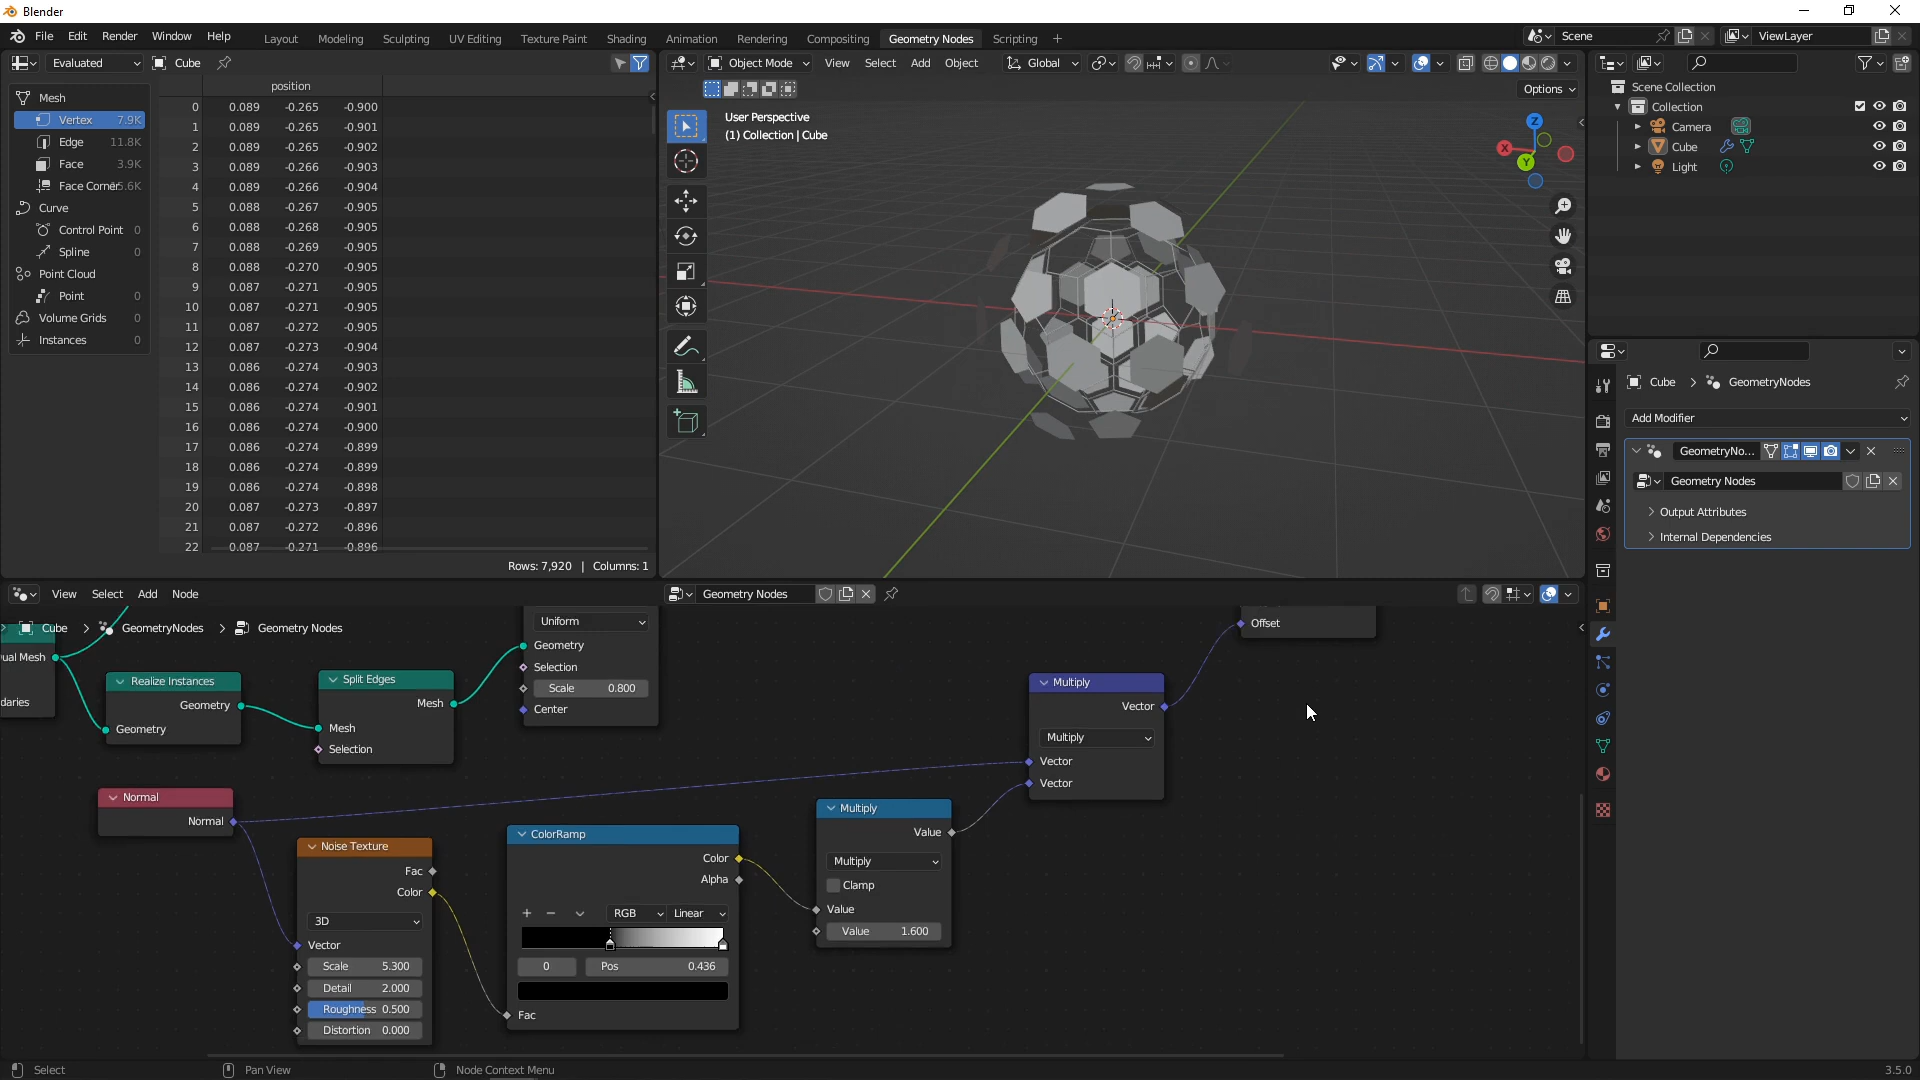 Blender
File Edit Render Window Help Layout Modeling Sculpting UV Editing Texture Paint Shading Animation Rendering Compositing Geometry Nodes Scripting + Scene ViewLayer
Evaluated Cube
position
Mesh
Vertex 7.9K
Edge 11.8K
Face 3.9K
Face Corner 5.6K
Curve
Control Point 0
Spline 0
Point Cloud
Point 0
Volume Grids 0
Instances 0
0 0.089 -0.265 -0.900
1 0.089 -0.265 -0.901
2 0.089 -0.265 -0.902
3 0.089 -0.266 -0.903
4 0.089 -0.266 -0.904
5 0.088 -0.267 -0.905
6 0.088 -0.268 -0.905
7 0.088 -0.269 -0.905
8 0.088 -0.270 -0.905
9 0.087 -0.271 -0.905
10 0.087 -0.271 -0.905
11 0.087 -0.272 -0.905
12 0.087 -0.273 -0.904
13 0.086 -0.274 -0.903
14 0.086 -0.274 -0.902
15 0.086 -0.274 -0.901
16 0.086 -0.274 -0.900
17 0.086 -0.274 -0.899
18 0.086 -0.274 -0.899
19 0.086 -0.274 -0.898
20 0.087 -0.273 -0.897
21 0.087 -0.272 -0.896
22 0.087 -0.271 -0.896
Rows: 7,920 | Columns: 1
Object Mode View Select Add Object Global
Options
User Perspective
(1) Collection | Cube
Z
X
Y
Scene Collection
Collection
Camera
Cube
Light
Cube > GeometryNodes
Add Modifier
GeometryNo...
Geometry Nodes
Output Attributes
Internal Dependencies
View Select Add Node Geometry Nodes
Cube > GeometryNodes > Geometry Nodes
ual Mesh
daries
Realize Instances
Geometry
Geometry
Split Edges
Mesh
Mesh
Selection
Uniform
Geometry
Selection
Scale 0.800
Center
Normal
Normal
Noise Texture
Fac
Color
3D
Vector
Scale 5.300
Detail 2.000
Roughness 0.500
Distortion 0.000
ColorRamp
Color
Alpha
+ − RGB Linear
0 Pos 0.436
Fac
Multiply
Value
Multiply
Clamp
Value
Value 1.600
Multiply
Vector
Multiply
Vector
Vector
Offset
Select Pan View Node Context Menu 3.5.0